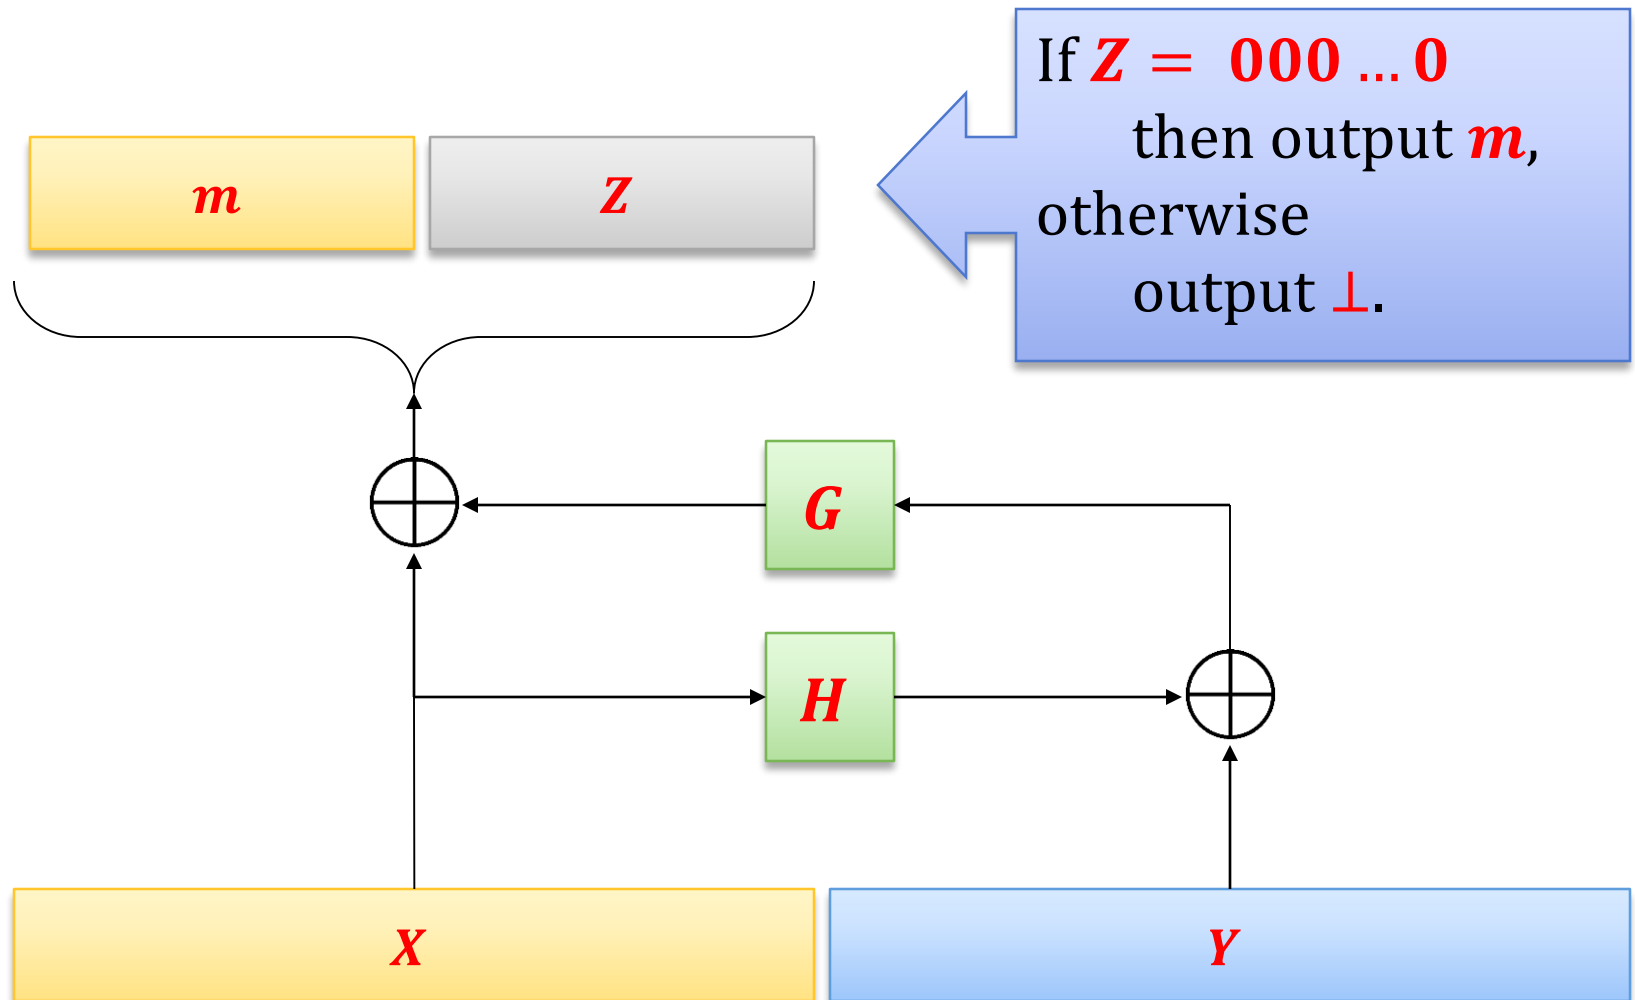 If Z = 000 … 0
then output m,
otherwise
output ⊥.
m
Z
G
H
X
Y